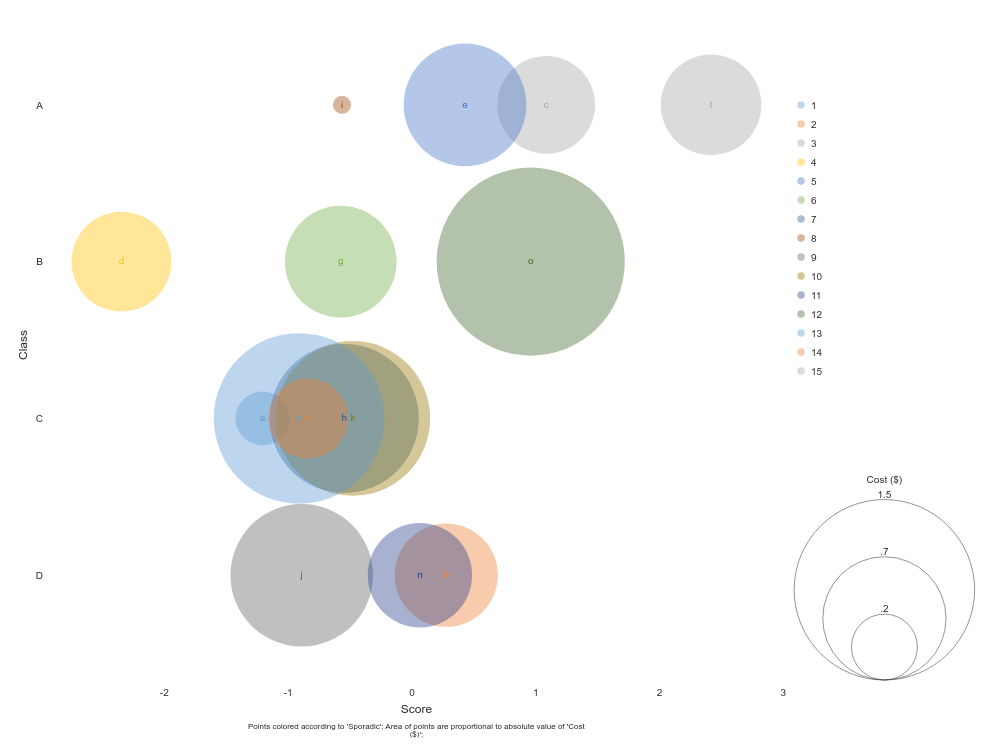 A
i
e
c
t
B
d
g
o
Class
C
a
h
k
D
j
n
-2
-1
0
1
2
3
Score
Points colored according to 'Sporadic'; Area of points are proportional to absolute value of 'Cost
($)';
1
2
3
4
5
6
7
8
9
10
11
12
13
14
15
Cost ($)
1.5
.7
.2